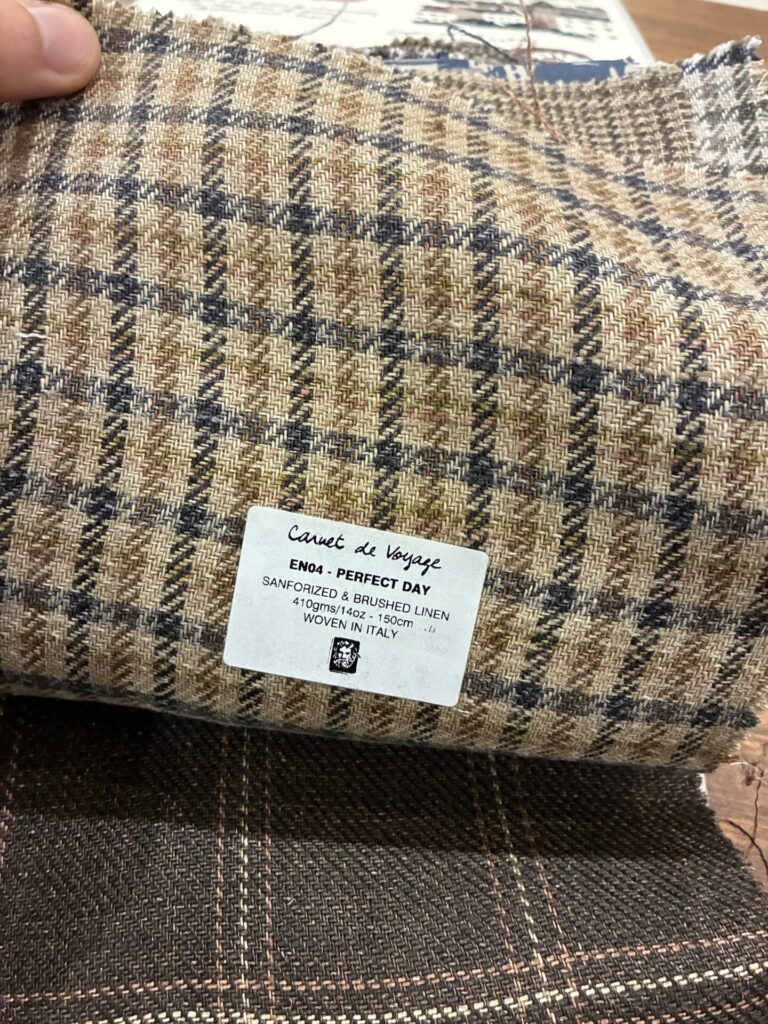 Carnet de Voyage
EN04 - PERFECT DAY
SANFORIZED & BRUSHED LINEN
410gms/14oz - 150cm
WOVEN IN ITALY